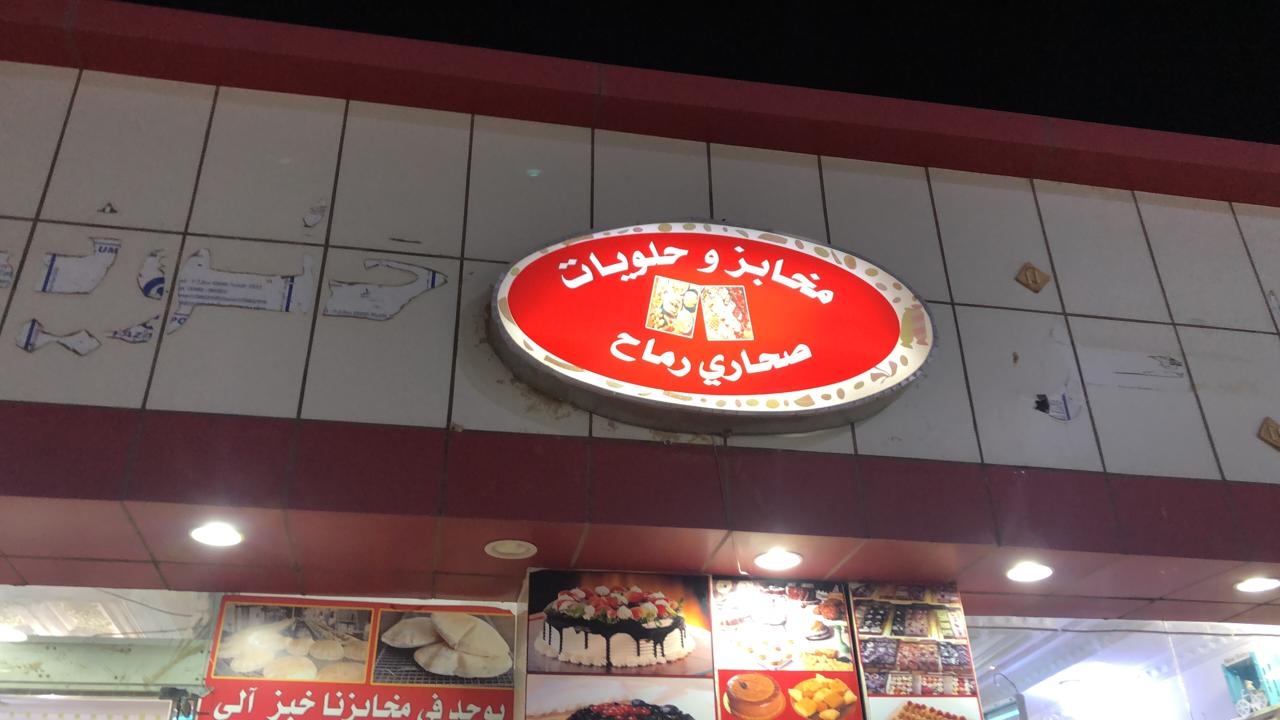 مخابز و حلويات
صحاري رماح
يوجد في مخابزنا خبز آلي